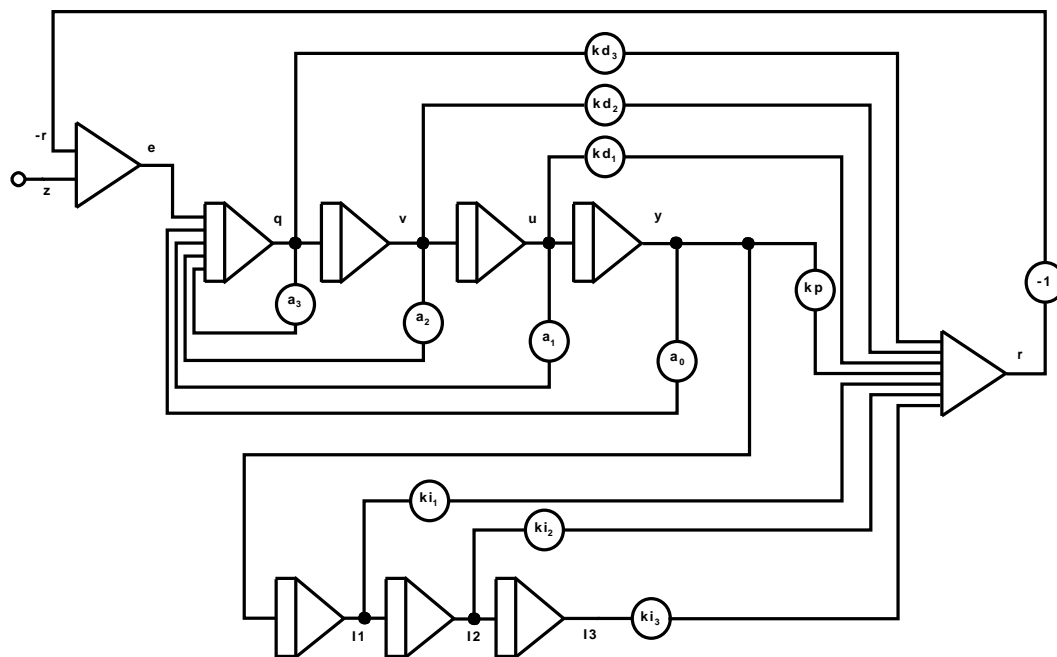 kd₃
kd₂
kd₁
-r
e
z
q
v
u
y
a₃
a₂
a₁
a₀
kp
-1
r
ki₁
ki₂
ki₃
I1
I2
I3